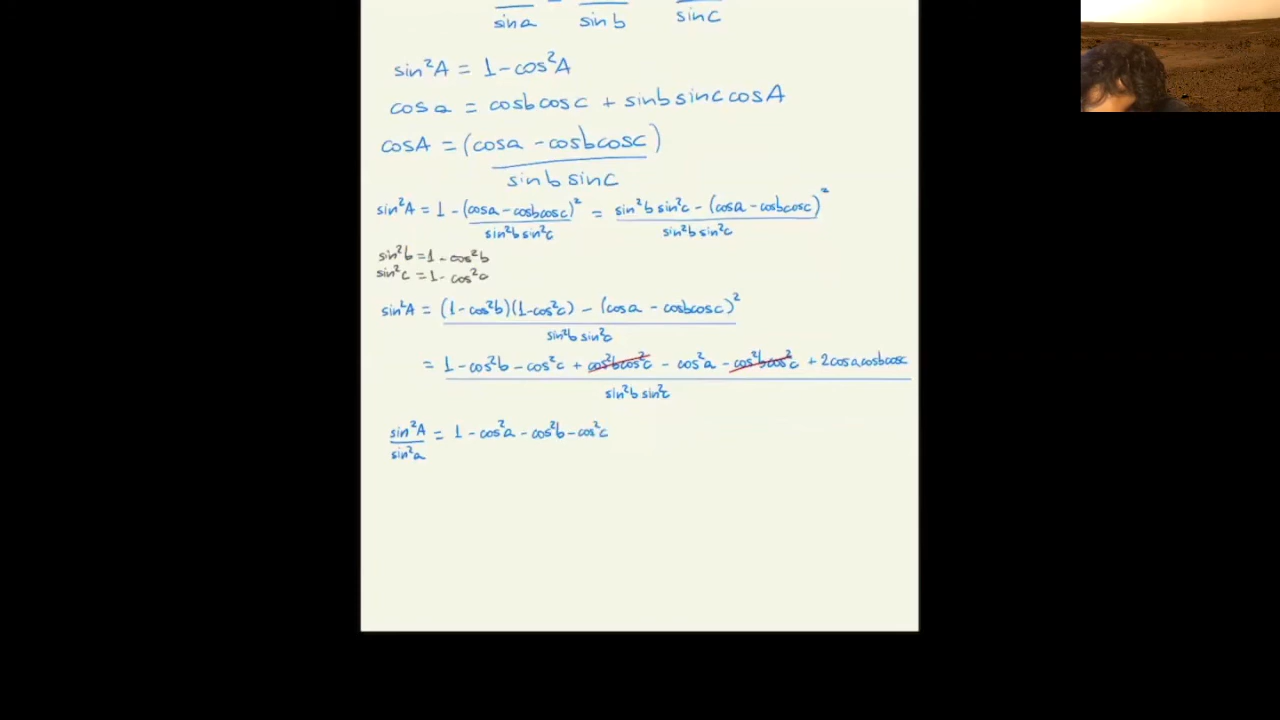 sin a sin b sin c
sin²A = 1 - cos²A
cos a = cos b cos c + sin b sin c cos A
cos A = (cos a - cos b cos c)
sin b sin c
sin²A = 1 - (cos a - cos b cos c)² = sin²b sin²c - (cos a - cos b cos c)²
sin²b sin²c sin²b sin²c
sin²b = 1 - cos²b
sin²c = 1 - cos²c
sin²A = (1 - cos²b)(1 - cos²c) - (cos a - cos b cos c)²
sin²b sin²c
= 1 - cos²b - cos²c + cos²b cos²c - cos²a - cos²b cos²c + 2 cos a cos b cos c
sin²b sin²c
sin²A = 1 - cos²a - cos²b - cos²c
sin²a